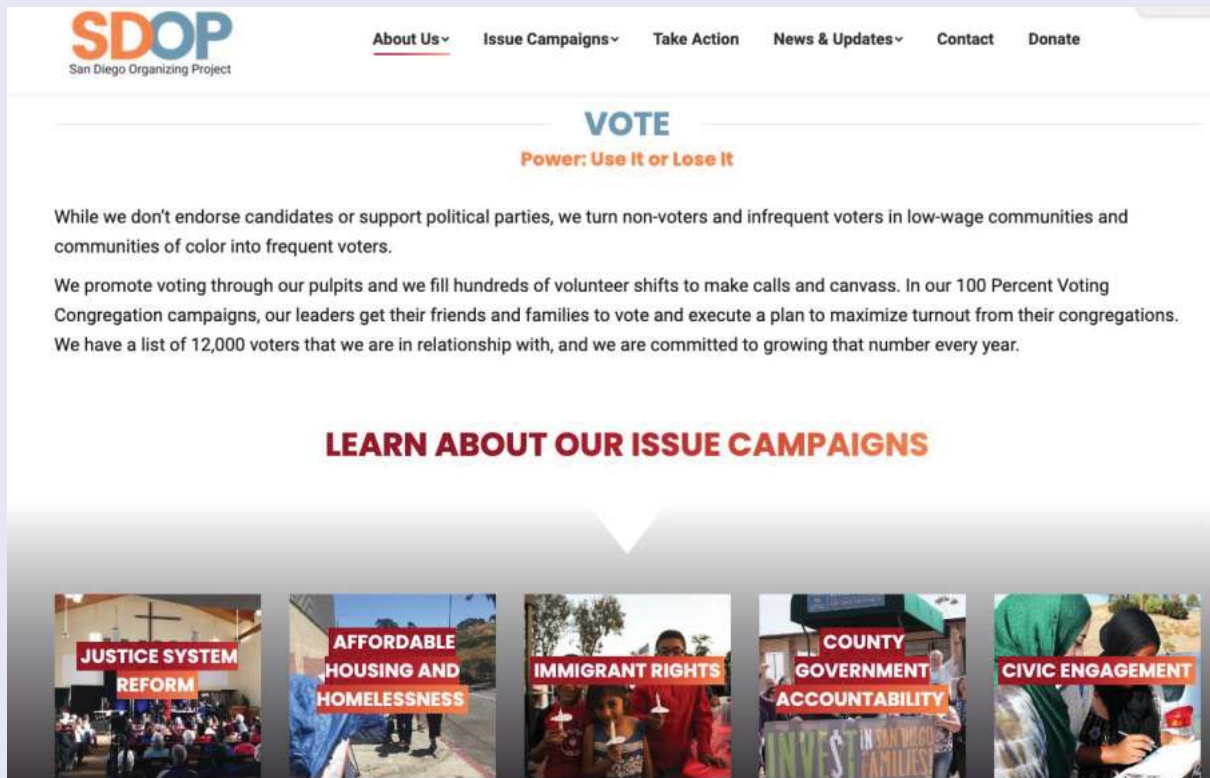 SDOP
San Diego Organizing Project
About Us
Issue Campaigns
Take Action
News & Updates
Contact
Donate
VOTE
Power: Use It or Lose It
While we don't endorse candidates or support political parties, we turn non-voters and infrequent voters in low-wage communities and
communities of color into frequent voters.
We promote voting through our pulpits and we fill hundreds of volunteer shifts to make calls and canvass. In our 100 Percent Voting
Congregation campaigns, our leaders get their friends and families to vote and execute a plan to maximize turnout from their congregations.
We have a list of 12,000 voters that we are in relationship with, and we are committed to growing that number every year.
LEARN ABOUT OUR ISSUE CAMPAIGNS
JUSTICE SYSTEM
REFORM
AFFORDABLE
HOUSING AND
HOMELESSNESS
IMMIGRANT RIGHTS
COUNTY
GOVERNMENT
ACCOUNTABILITY
INVE$T IN SAN DIEGO
FAMILIES
CIVIC ENGAGEMENT